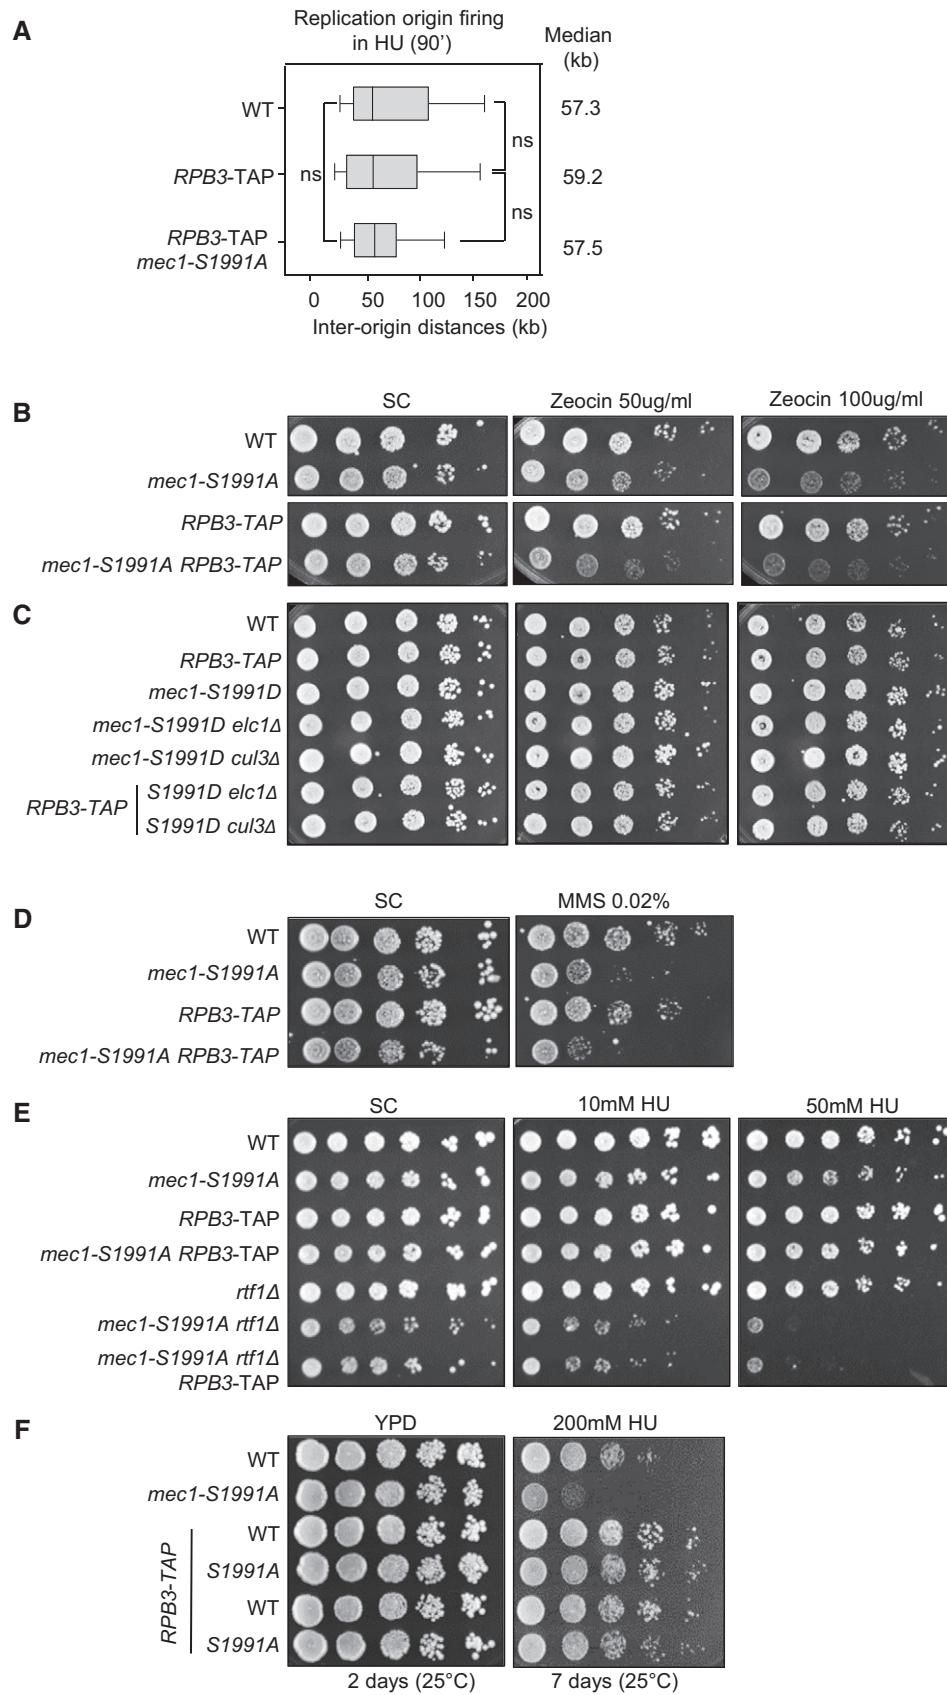 A
Replication origin firing
in HU (90’)
Median
(kb)
WT
57.3
ns
RPB3-TAP
ns
59.2
ns
RPB3-TAP
mec1-S1991A
57.5
0 50 100 150 200
Inter-origin distances (kb)
B
SC Zeocin 50ug/ml Zeocin 100ug/ml
WT
mec1-S1991A
RPB3-TAP
mec1-S1991A RPB3-TAP
C
WT
RPB3-TAP
mec1-S1991D
mec1-S1991D elc1Δ
mec1-S1991D cul3Δ
RPB3-TAP
S1991D elc1Δ
S1991D cul3Δ
D
SC MMS 0.02%
WT
mec1-S1991A
RPB3-TAP
mec1-S1991A RPB3-TAP
E
SC 10mM HU 50mM HU
WT
mec1-S1991A
RPB3-TAP
mec1-S1991A RPB3-TAP
rtf1Δ
mec1-S1991A rtf1Δ
mec1-S1991A rtf1Δ
RPB3-TAP
F
YPD 200mM HU
WT
mec1-S1991A
RPB3-TAP
WT
S1991A
WT
S1991A
2 days (25°C) 7 days (25°C)